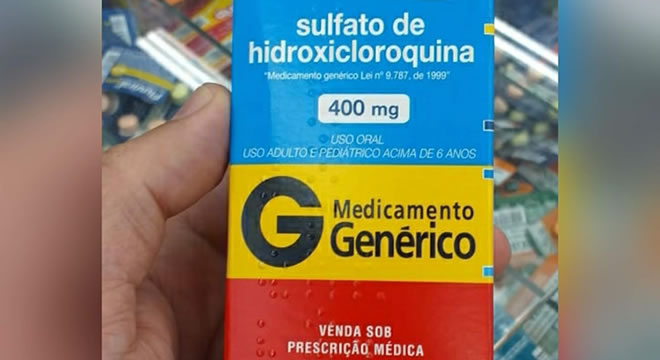 sulfato de
hidroxicloroquina
"Medicamento genérico Lei nº 9.787, de 1999"
400 mg
USO ORAL
USO ADULTO E PEDIÁTRICO ACIMA DE 6 ANOS
G Medicamento
Genérico
VENDA SOB
PRESCRIÇÃO MÉDICA